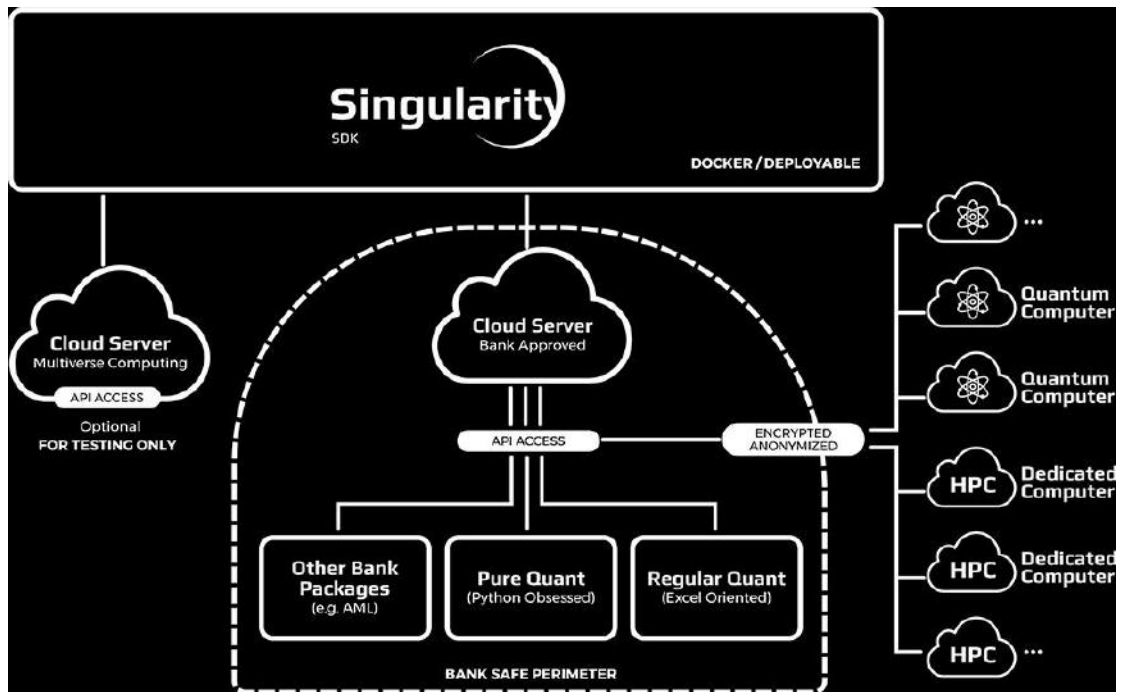 Singularity
SDK
DOCKER/DEPLOYABLE
Cloud Server
Multiverse Computing
API ACCESS
Optional
FOR TESTING ONLY
Cloud Server
Bank Approved
API ACCESS
ENCRYPTED
ANONYMIZED
Other Bank
Packages
(e.g. AML)
Pure Quant
(Python Obsessed)
Regular Quant
(Excel Oriented)
BANK SAFE PERIMETER
...
Quantum
Computer
Quantum
Computer
HPC
Dedicated
Computer
HPC
Dedicated
Computer
HPC
...